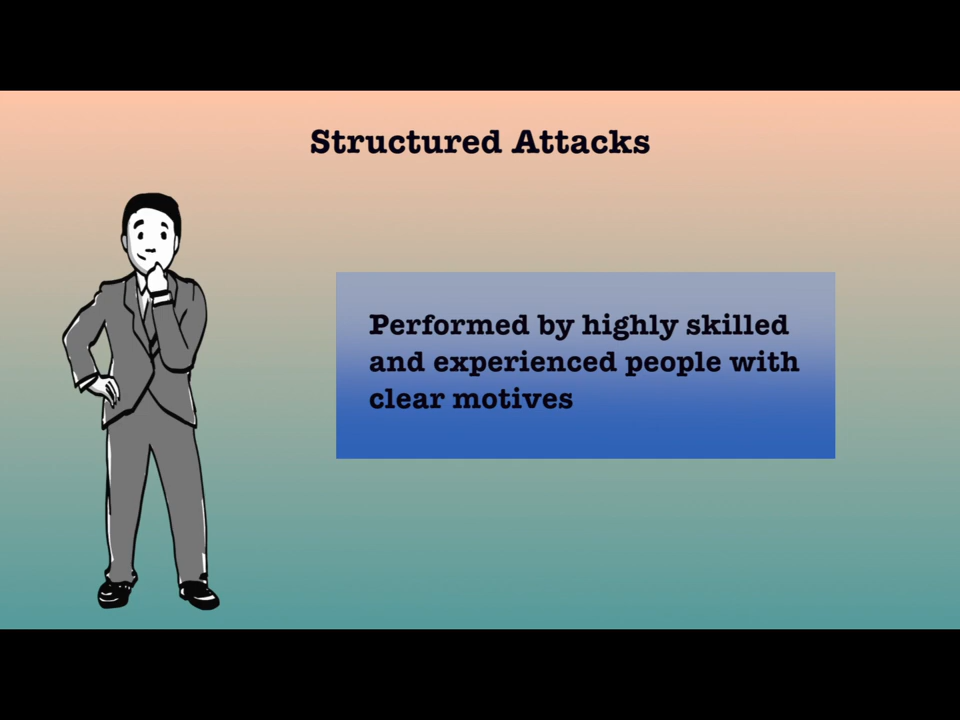 Structured Attacks
Performed by highly skilled
and experienced people with
clear motives